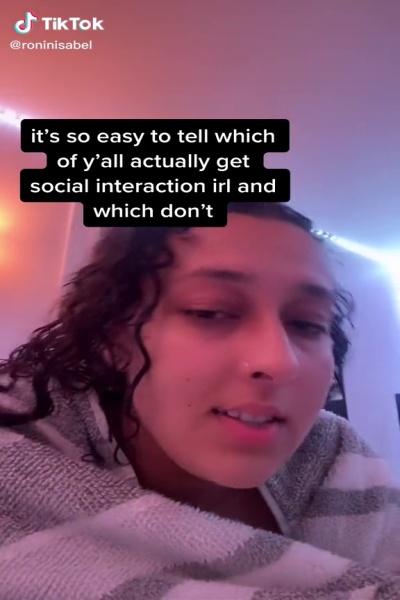 TikTok
@roninisabel
it's so easy to tell which
of y'all actually get
social interaction irl and
which don't